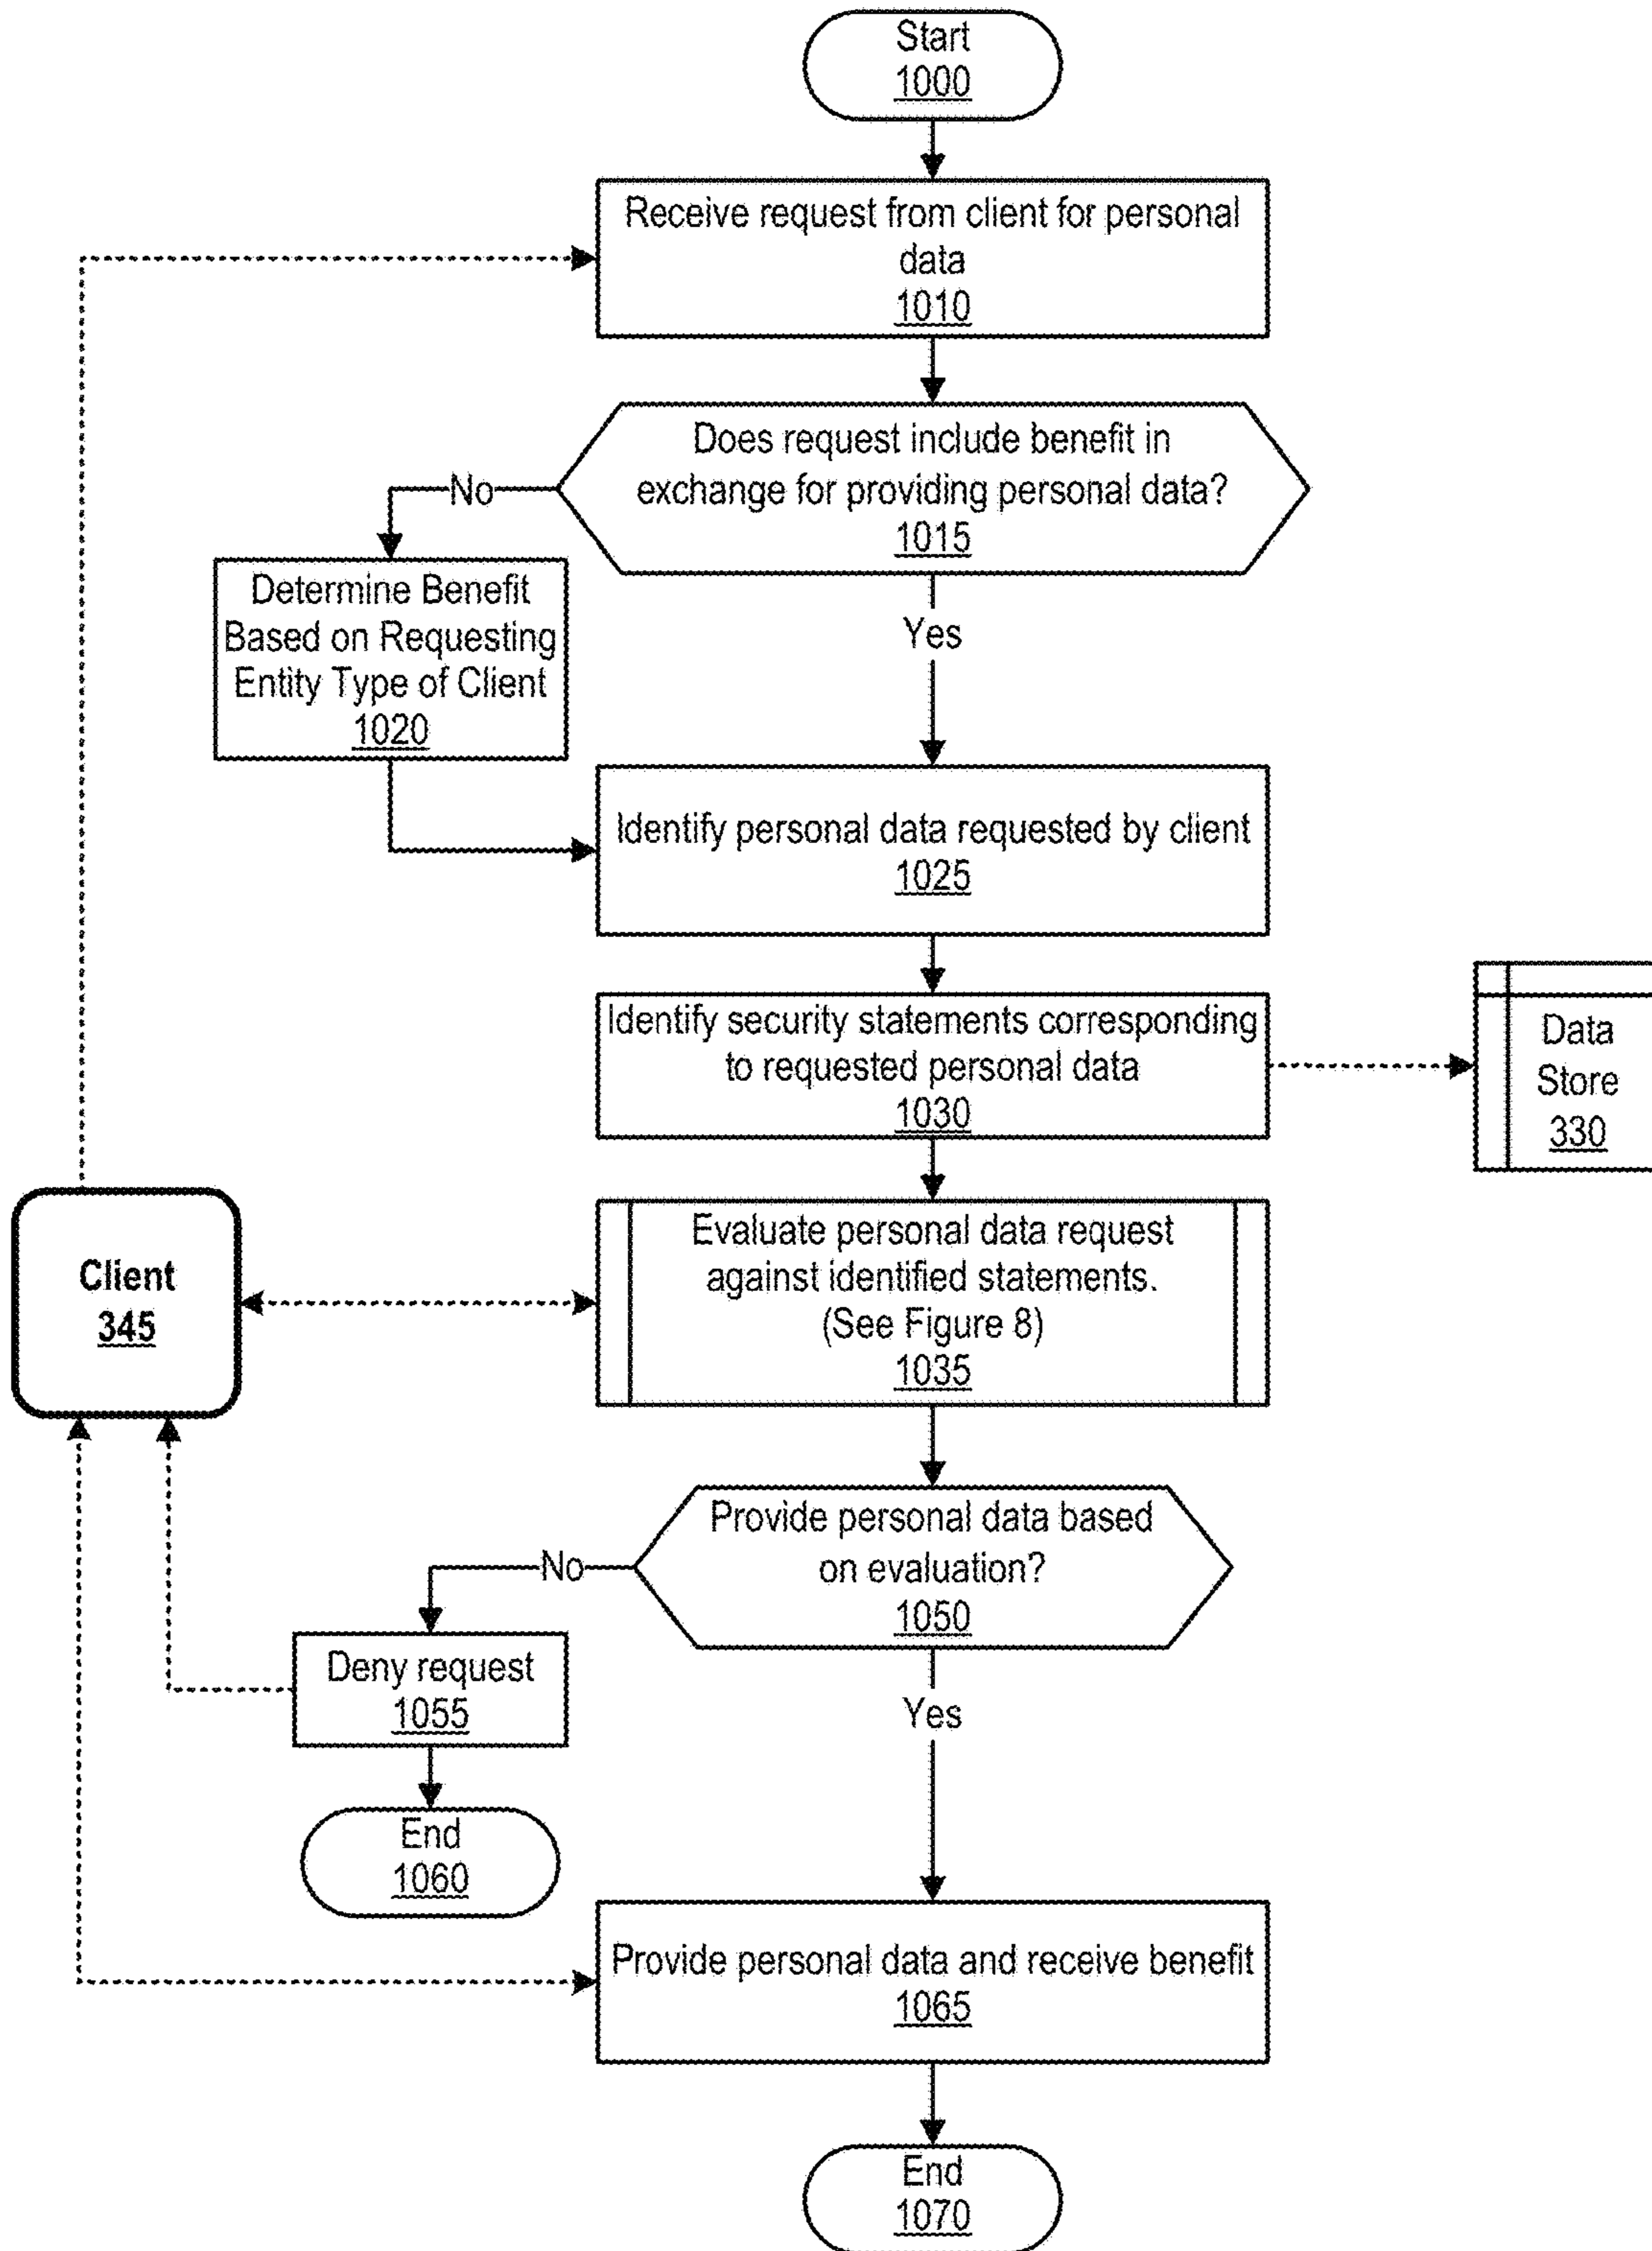 Start
1000
Receive request from client for personal
data
1010
Does request include benefit in
exchange for providing personal data?
1015
No
Yes
Determine Benefit
Based on Requesting
Entity Type of Client
1020
Identify personal data requested by client
1025
Identify security statements corresponding
to requested personal data
1030
Data
Store
330
Evaluate personal data request
against identified statements.
(See Figure 8)
1035
Client
345
Provide personal data based
on evaluation?
1050
No
Yes
Deny request
1055
End
1060
Provide personal data and receive benefit
1065
End
1070